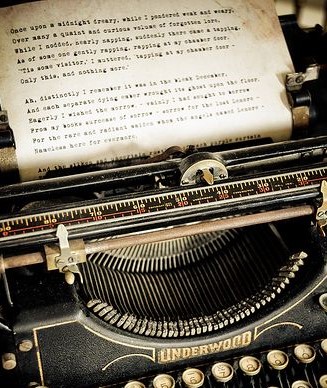 Once upon a midnight dreary, while I pondered weak and weary,
Over many a quaint and curious volume of forgotten lore.
While I nodded, nearly napping, suddenly there came a tapping.
As of some one gently rapping, rapping at my chamber door -
"'Tis some visitor,' I muttered, 'tapping at my chamber door -
Only this, and nothing more.'
Ah, distinctly I remember it was in the bleak December.
And each separate dying ember wrought its ghost upon the floor.
Eagerly I wished the morrow - vainly I had sought to borrow
From my books surcease of sorrow - sorrow for the lost Lenore -
For the rare and radiant maiden whom the angels named Lenore -
Nameless here for evermore.
And the silken
UNDERWOOD